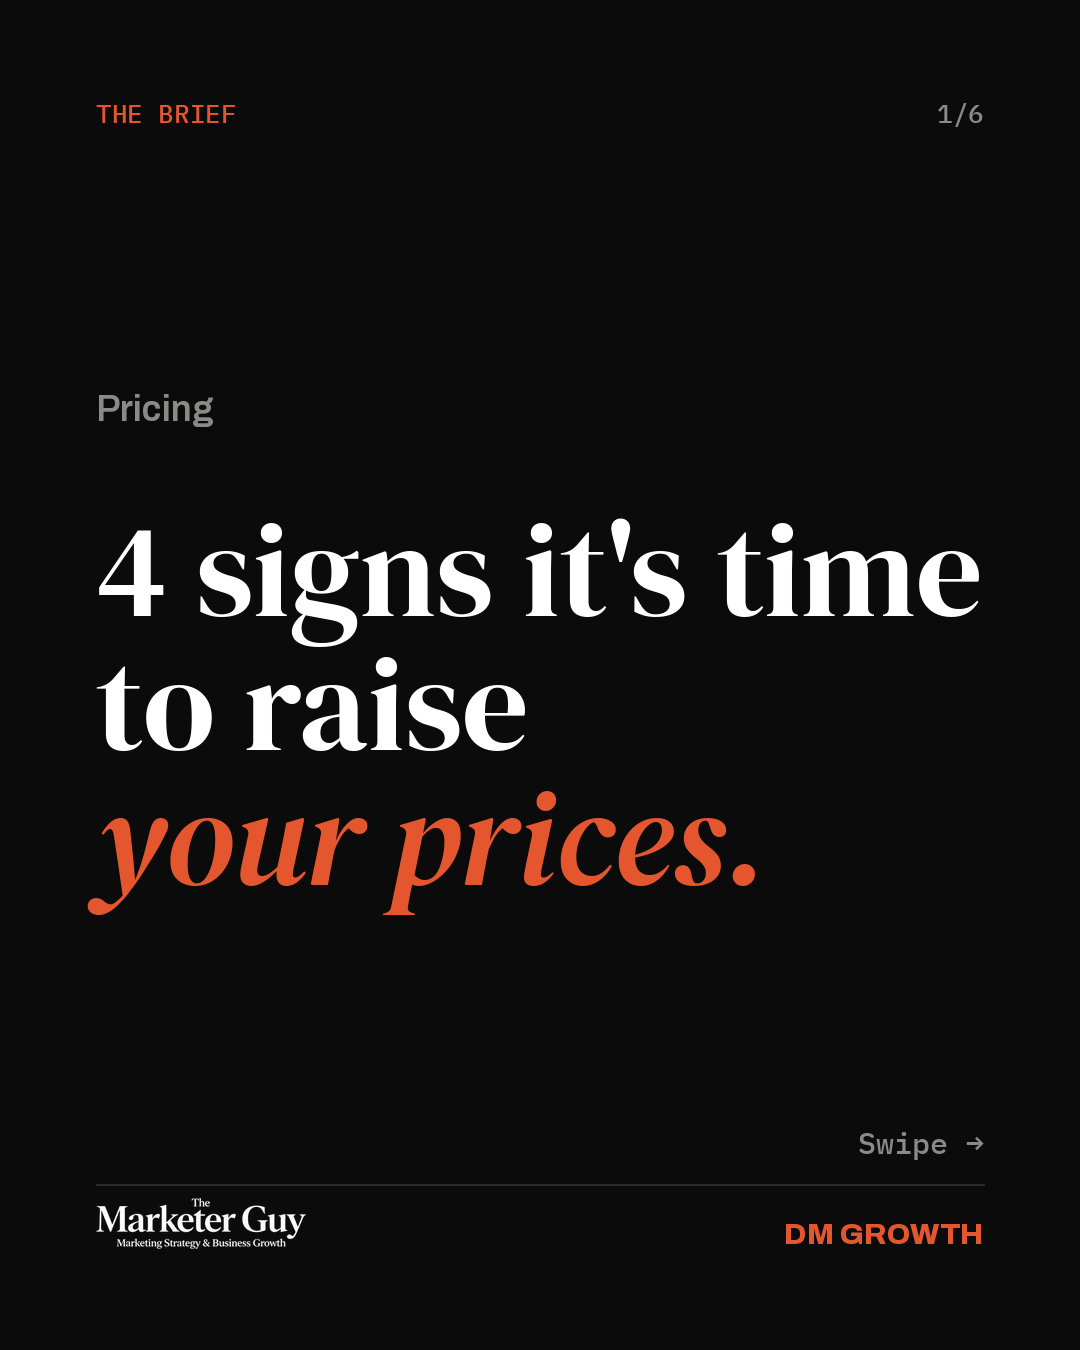 THE BRIEF
1/6
Pricing
4 signs it's time
to raise
your prices.
Swipe →
The
Marketer Guy
Marketing Strategy & Business Growth
DM GROWTH